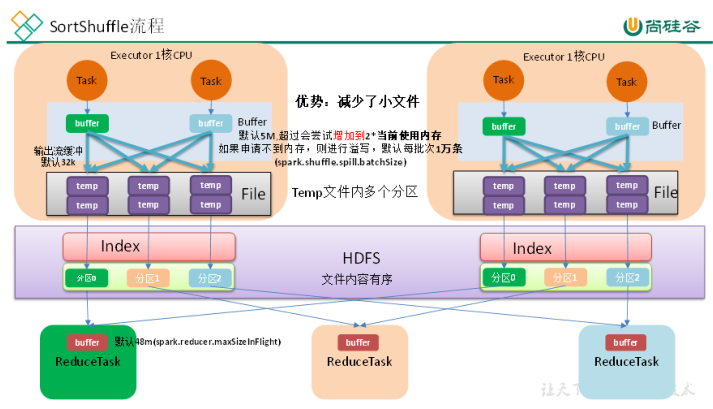 SortShuffle流程
尚硅谷
Executor 1核CPU
Task
Task
buffer
buffer
Buffer
输出流缓冲
默认32k
temp
temp
temp
temp
temp
temp
File
优势：减少了小文件
默认5M,超过会尝试增加到2*当前使用内存
如果申请不到内存，则进行溢写，默认每批次1万条
(spark.shuffle.spill.batchSize)
Temp文件内多个分区
Executor 1核CPU
Task
Task
buffer
buffer
Buffer
temp
temp
temp
temp
temp
temp
File
Index
分区0
分区1
分区2
HDFS
文件内容有序
Index
分区0
分区1
分区2
buffer
默认48m(spark.reducer.maxSizeInFlight)
ReduceTask
buffer
ReduceTask
buffer
ReduceTask
让天下